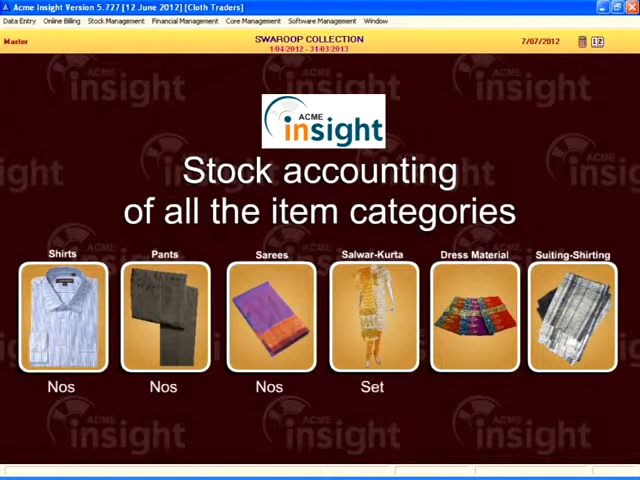 Acme Insight Version 5.727 [12 June 2012] [Cloth Traders]
Data Entry Online Billing Stock Management Financial Management Core Management Software Management Window
Master
SWAROOP COLLECTION
1/04/2012 - 31/03/2013
7/07/2012
12
ACME
insight
Stock accounting
of all the item categories
Shirts Pants Sarees Salwar-Kurta Dress Material Suiting-Shirting
Nos Nos Nos Set